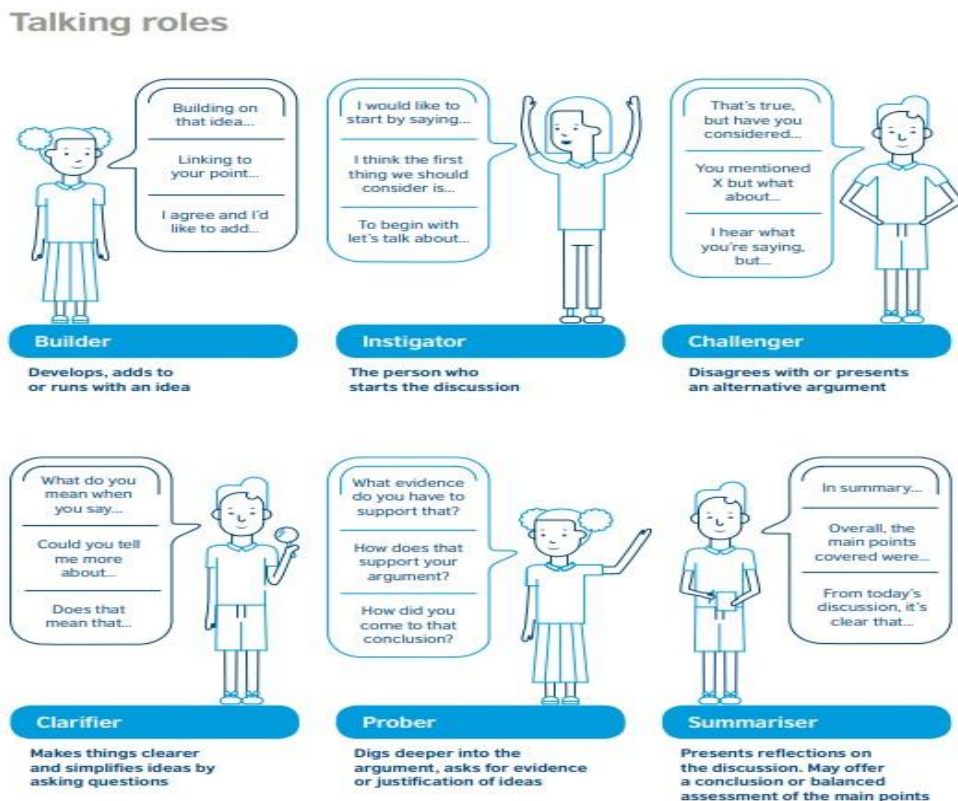 Talking roles
Building on
that idea...
Linking to
your point...
I agree and I'd
like to add...
Builder
Develops, adds to
or runs with an idea
I would like to
start by saying...
I think the first
thing we should
consider is...
To begin with
let's talk about...
Instigator
The person who
starts the discussion
That's true,
but have you
considered...
You mentioned
X but what
about...
I hear what
you're saying,
but...
Challenger
Disagrees with or presents
an alternative argument
What do you
mean when
you say...
Could you tell
me more
about...
Does that
mean that...
Clarifier
Makes things clearer
and simplifies ideas by
asking questions
What evidence
do you have to
support that?
How does that
support your
argument?
How did you
come to that
conclusion?
Prober
Digs deeper into the
argument, asks for evidence
or justification of ideas
In summary...
Overall, the
main points
covered were...
From today's
discussion, it's
clear that...
Summariser
Presents reflections on
the discussion. May offer
a conclusion or balanced
assessment of the main points